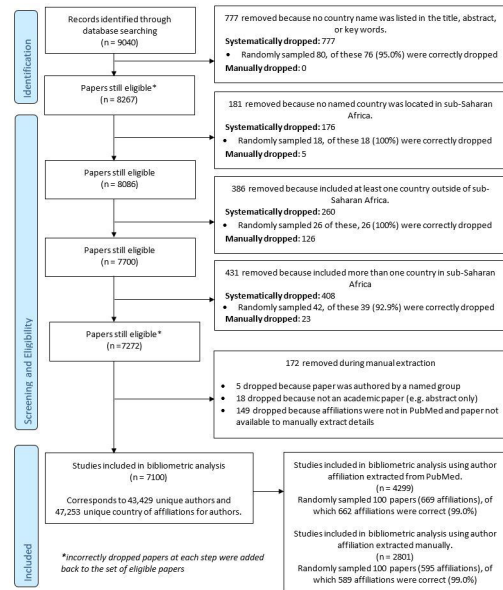 Identification
Records identified through
database searching
(n = 9040)
777 removed because no country name was listed in the title, abstract,
or key words.
Systematically dropped: 777
• Randomly sampled 80, of these 76 (95.0%) were correctly dropped
Manually dropped: 0
Papers still eligible*
(n = 8267)
Screening and Eligibility
181 removed because no named country was located in sub-Saharan
Africa.
Systematically dropped: 176
• Randomly sampled 18, of these 18 (100%) were correctly dropped
Manually dropped: 5
Papers still eligible
(n = 8086)
386 removed because included at least one country outside of sub-
Saharan Africa.
Systematically dropped: 260
• Randomly sampled 26 of these, 26 (100%) were correctly dropped
Manually dropped: 126
Papers still eligible
(n = 7700)
431 removed because included more than one country in sub-Saharan
Africa
Systematically dropped: 408
• Randomly sampled 42, of these 39 (92.9%) were correctly dropped
Manually dropped: 23
Papers still eligible*
(n =7272)
172 removed during manual extraction
• 5 dropped because paper was authored by a named group
• 18 dropped because not an academic paper (e.g. abstract only)
• 149 dropped because affiliations were not in PubMed and paper not
available to manually extract details
Included
Studies included in bibliometric analysis
(n = 7100)
Corresponds to 43,429 unique authors and
47,253 unique country of affiliations for authors.
Studies included in bibliometric analysis using author
affiliation extracted from PubMed.
(n = 4299)
Randomly sampled 100 papers (669 affiliations), of
which 662 affiliations were correct (99.0%)
Studies included in bibliometric analysis using author
affiliation extracted manually.
(n = 2801)
Randomly sampled 100 papers (595 affiliations), of
which 589 affiliations were correct (99.0%)
*incorrectly dropped papers at each step were added
back to the set of eligible papers